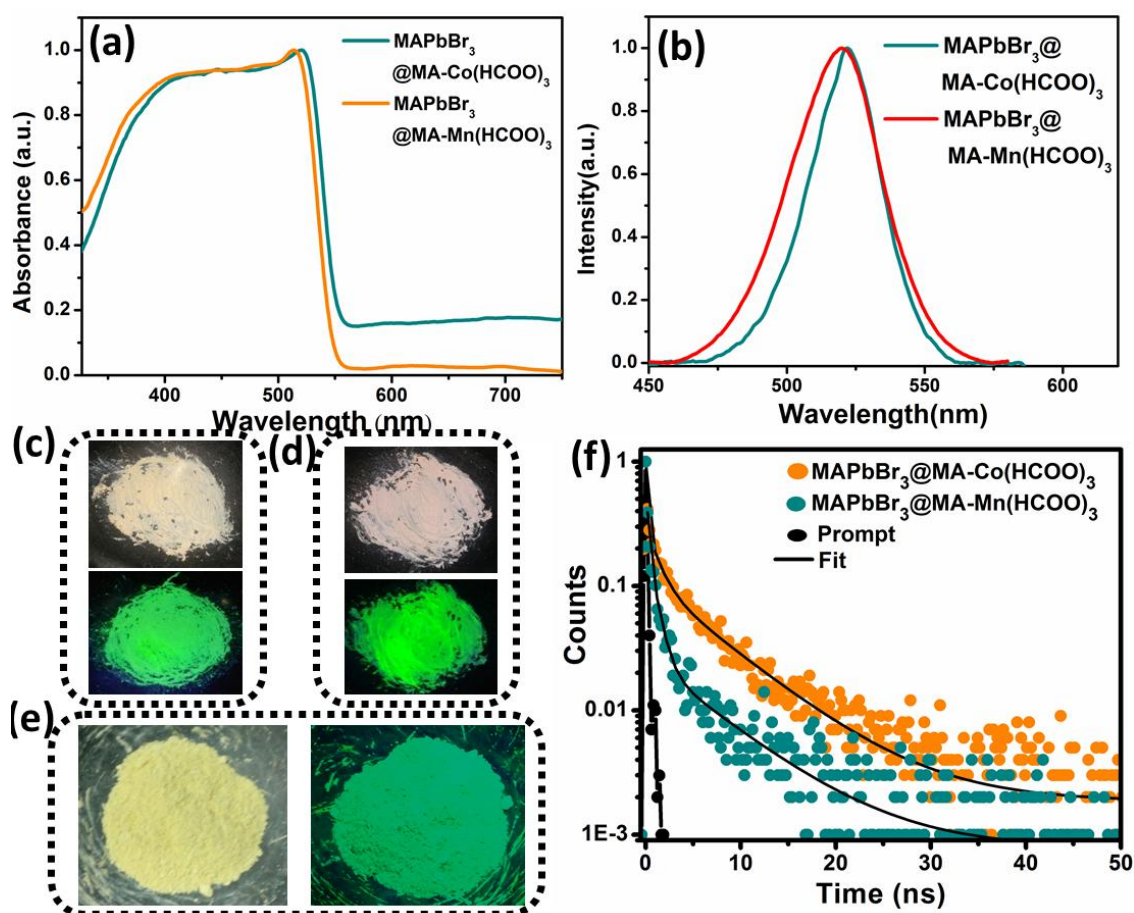 (a)
MAPbBr₃
@MA-Co(HCOO)₃
MAPbBr₃
@MA-Mn(HCOO)₃
Absorbance (a.u.)
1.0
0.8
0.6
0.4
0.2
0.0
400
500
600
700
Wavelength (nm)
(b)
MAPbBr₃@
MA-Co(HCOO)₃
MAPbBr₃@
MA-Mn(HCOO)₃
Intensity(a.u.)
1.0
0.8
0.6
0.4
0.2
0.0
450
500
550
600
Wavelength(nm)
(c)
(d)
(e)
(f)
MAPbBr₃@MA-Co(HCOO)₃
MAPbBr₃@MA-Mn(HCOO)₃
Prompt
Fit
Counts
1
0.1
0.01
1E-3
0
10
20
30
40
50
Time (ns)